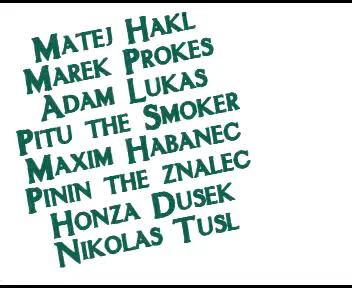 Matej Hakl
Marek Prokes
Adam Lukas
Pitu the Smoker
Maxim Habanec
Pinin the znalec
Honza Dusek
Nikolas Tusl